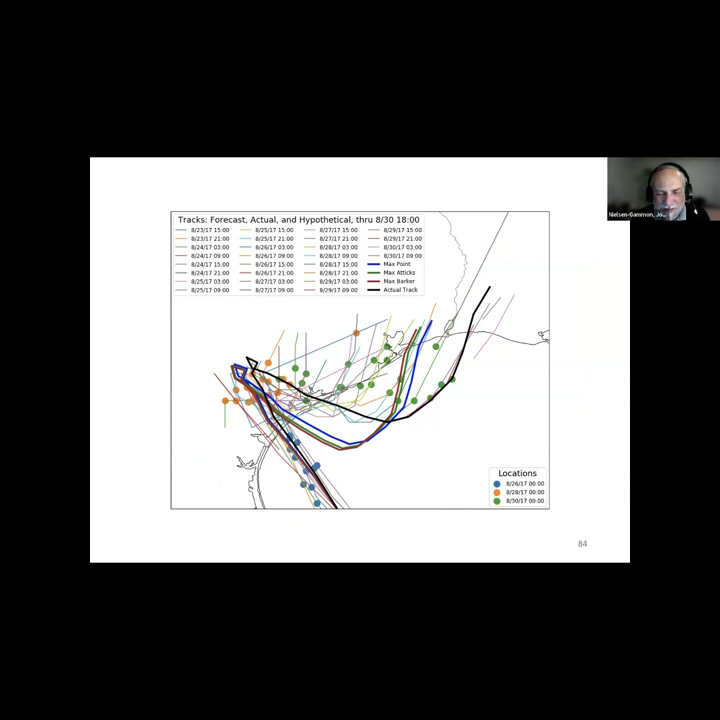 Tracks: Forecast, Actual, and Hypothetical, thru 8/30 18:00
8/23/17 15:00 8/25/17 15:00 8/27/17 15:00 8/29/17 15:00
8/23/17 21:00 8/25/17 21:00 8/27/17 21:00 8/29/17 21:00
8/24/17 03:00 8/26/17 03:00 8/28/17 03:00 8/30/17 03:00
8/24/17 09:00 8/26/17 09:00 8/28/17 09:00 8/30/17 09:00
8/24/17 15:00 8/26/17 15:00 8/28/17 15:00 Max Point
8/24/17 21:00 8/26/17 21:00 8/28/17 21:00 Max Atticks
8/25/17 03:00 8/27/17 03:00 8/29/17 03:00 Max Barker
8/25/17 09:00 8/27/17 09:00 8/29/17 09:00 Actual Track
Nielsen-Gammon, Jo...
Locations
8/26/17 00:00
8/28/17 00:00
8/30/17 00:00
84